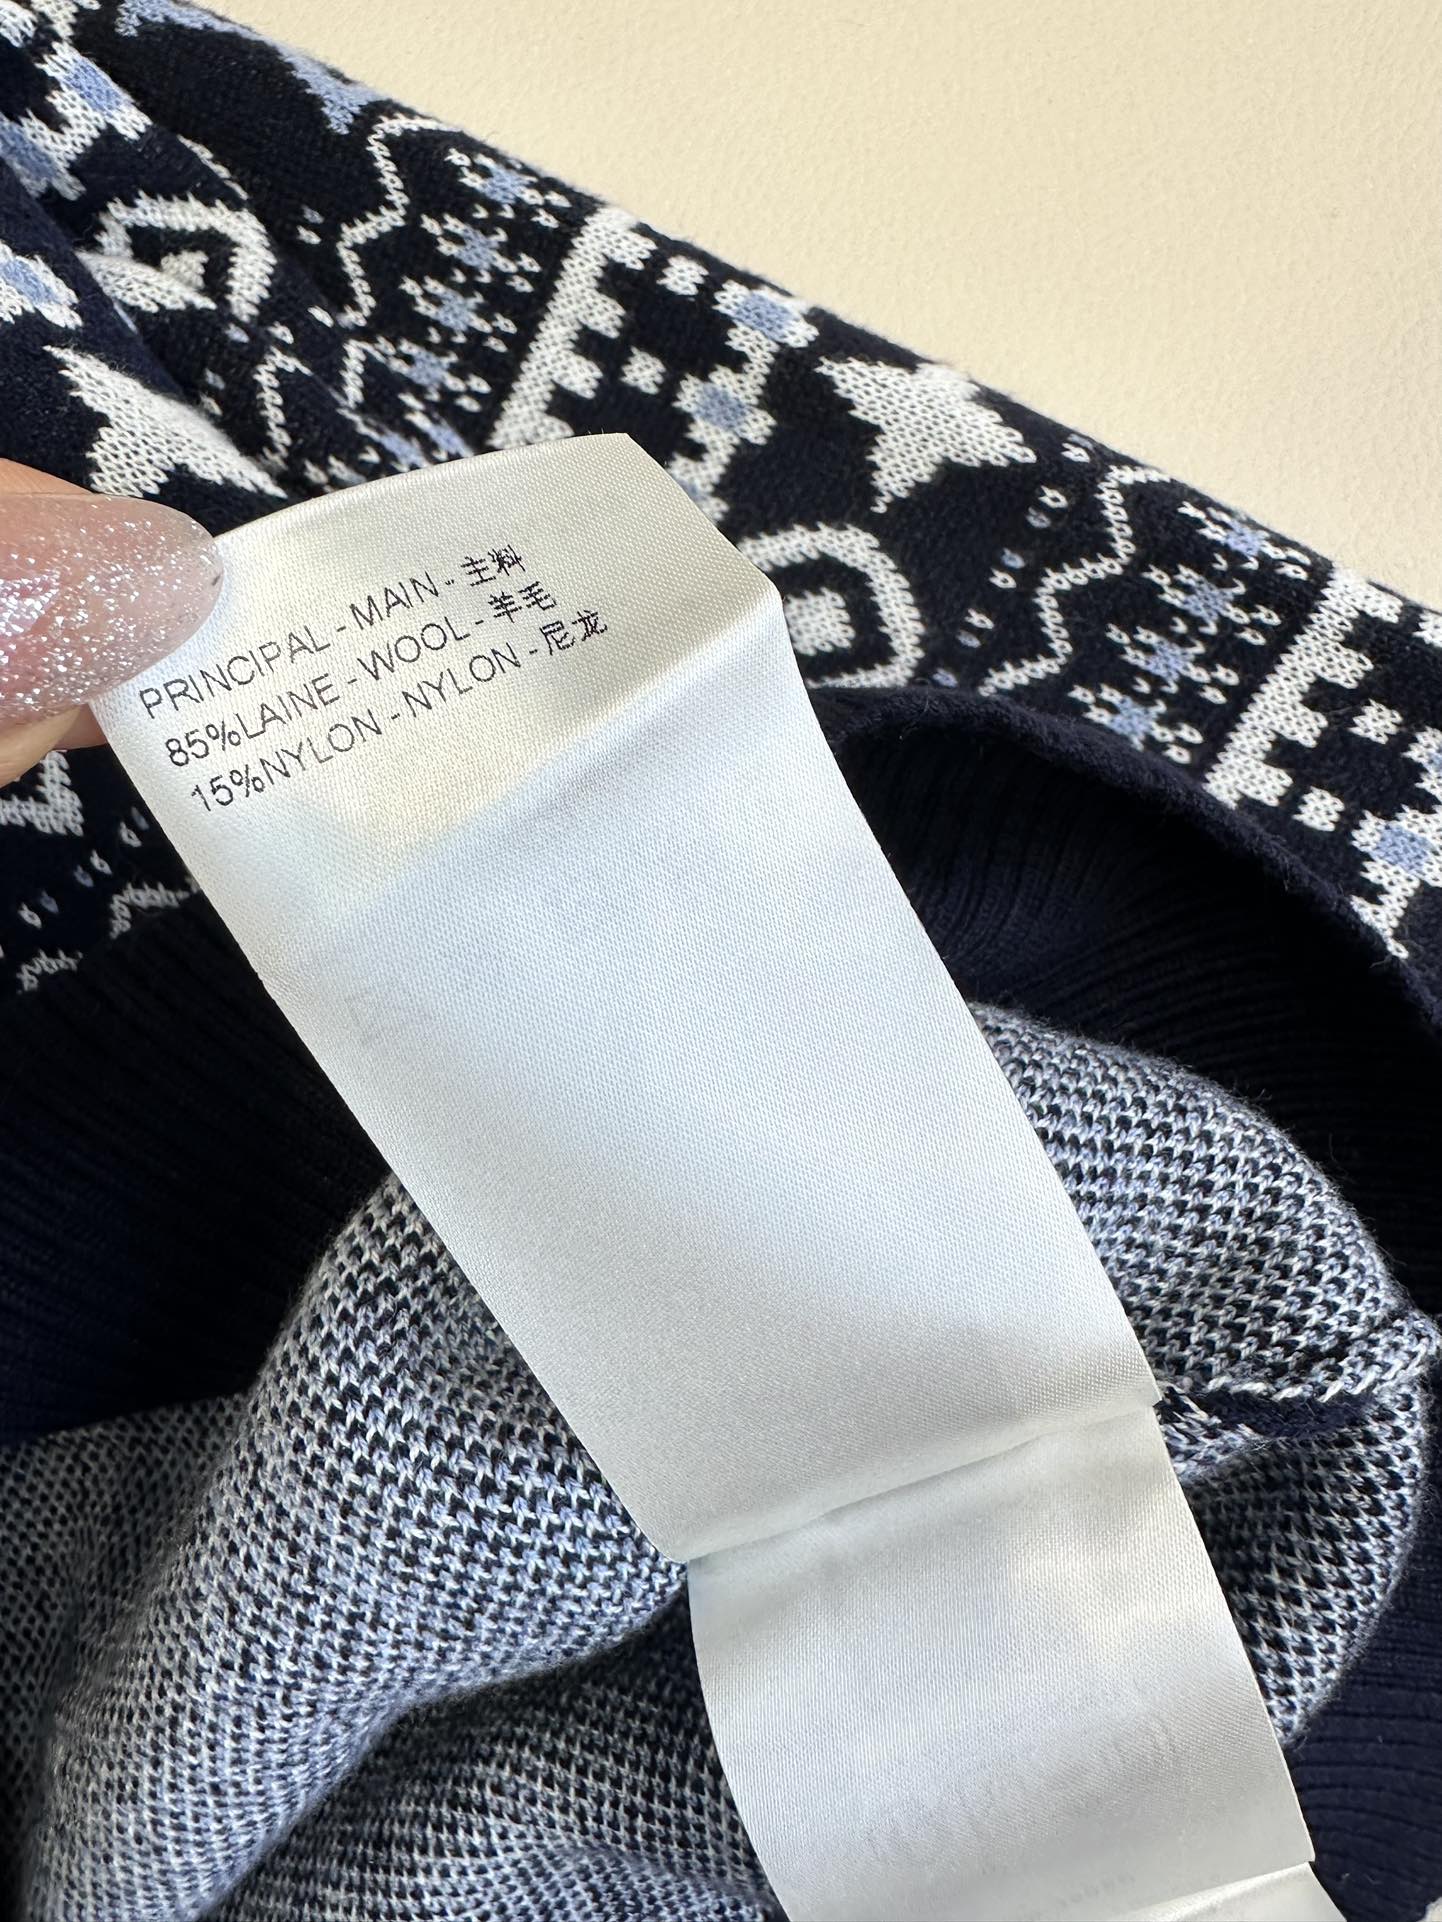 PRINCIPAL - MAIN - 主料
85%LAINE - WOOL - 羊毛
15%NYLON - NYLON - 尼龙